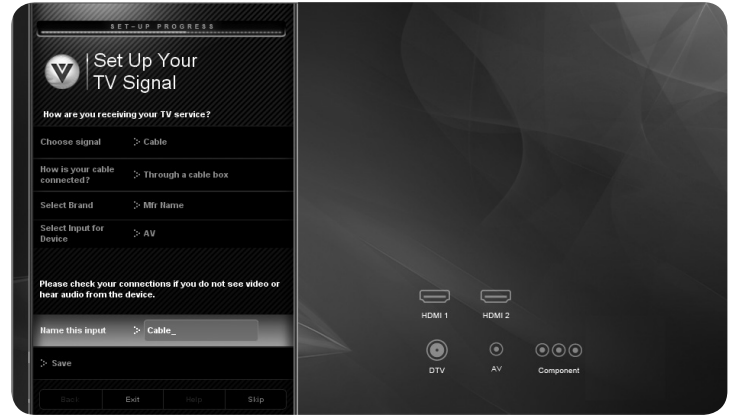 SET-UP PROGRESS
Set Up Your
TV Signal
How are you receiving your TV service?
Choose signal :> Cable
How is your cable
connected? :> Through a cable box
Select Brand :> Mfr Name
Select Input for
Device :> AV
Please check your connections if you do not see video or
hear audio from the device.
Name this input :> Cable_
:> Save
Back Exit Help Skip
HDMI 1 HDMI 2
DTV AV Component